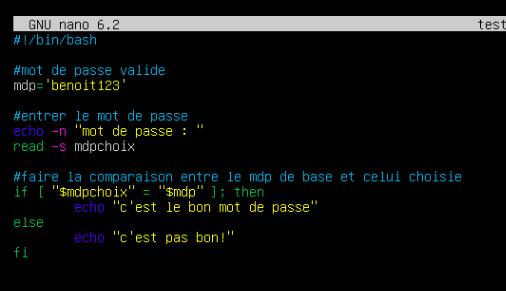 GNU nano 6.2 test
#!/bin/bash
#mot de passe valide
mdp='benoit123'
#entrer le mot de passe
echo -n "mot de passe : "
read -s mdpchoix
#faire la comparaison entre le mdp de base et celui choisie
if [ "$mdpchoix" = "$mdp" ]; then
echo "c'est le bon mot de passe"
else
echo "c'est pas bon!"
fi